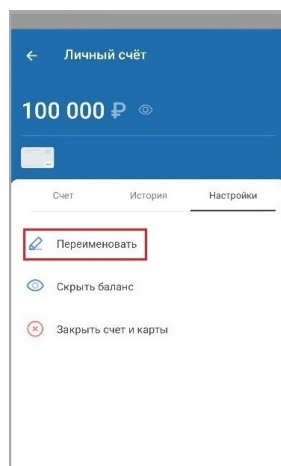 Личный счёт
100 000 ₽
Счет История Настройки
Переименовать
Скрыть баланс
Закрыть счет и карты